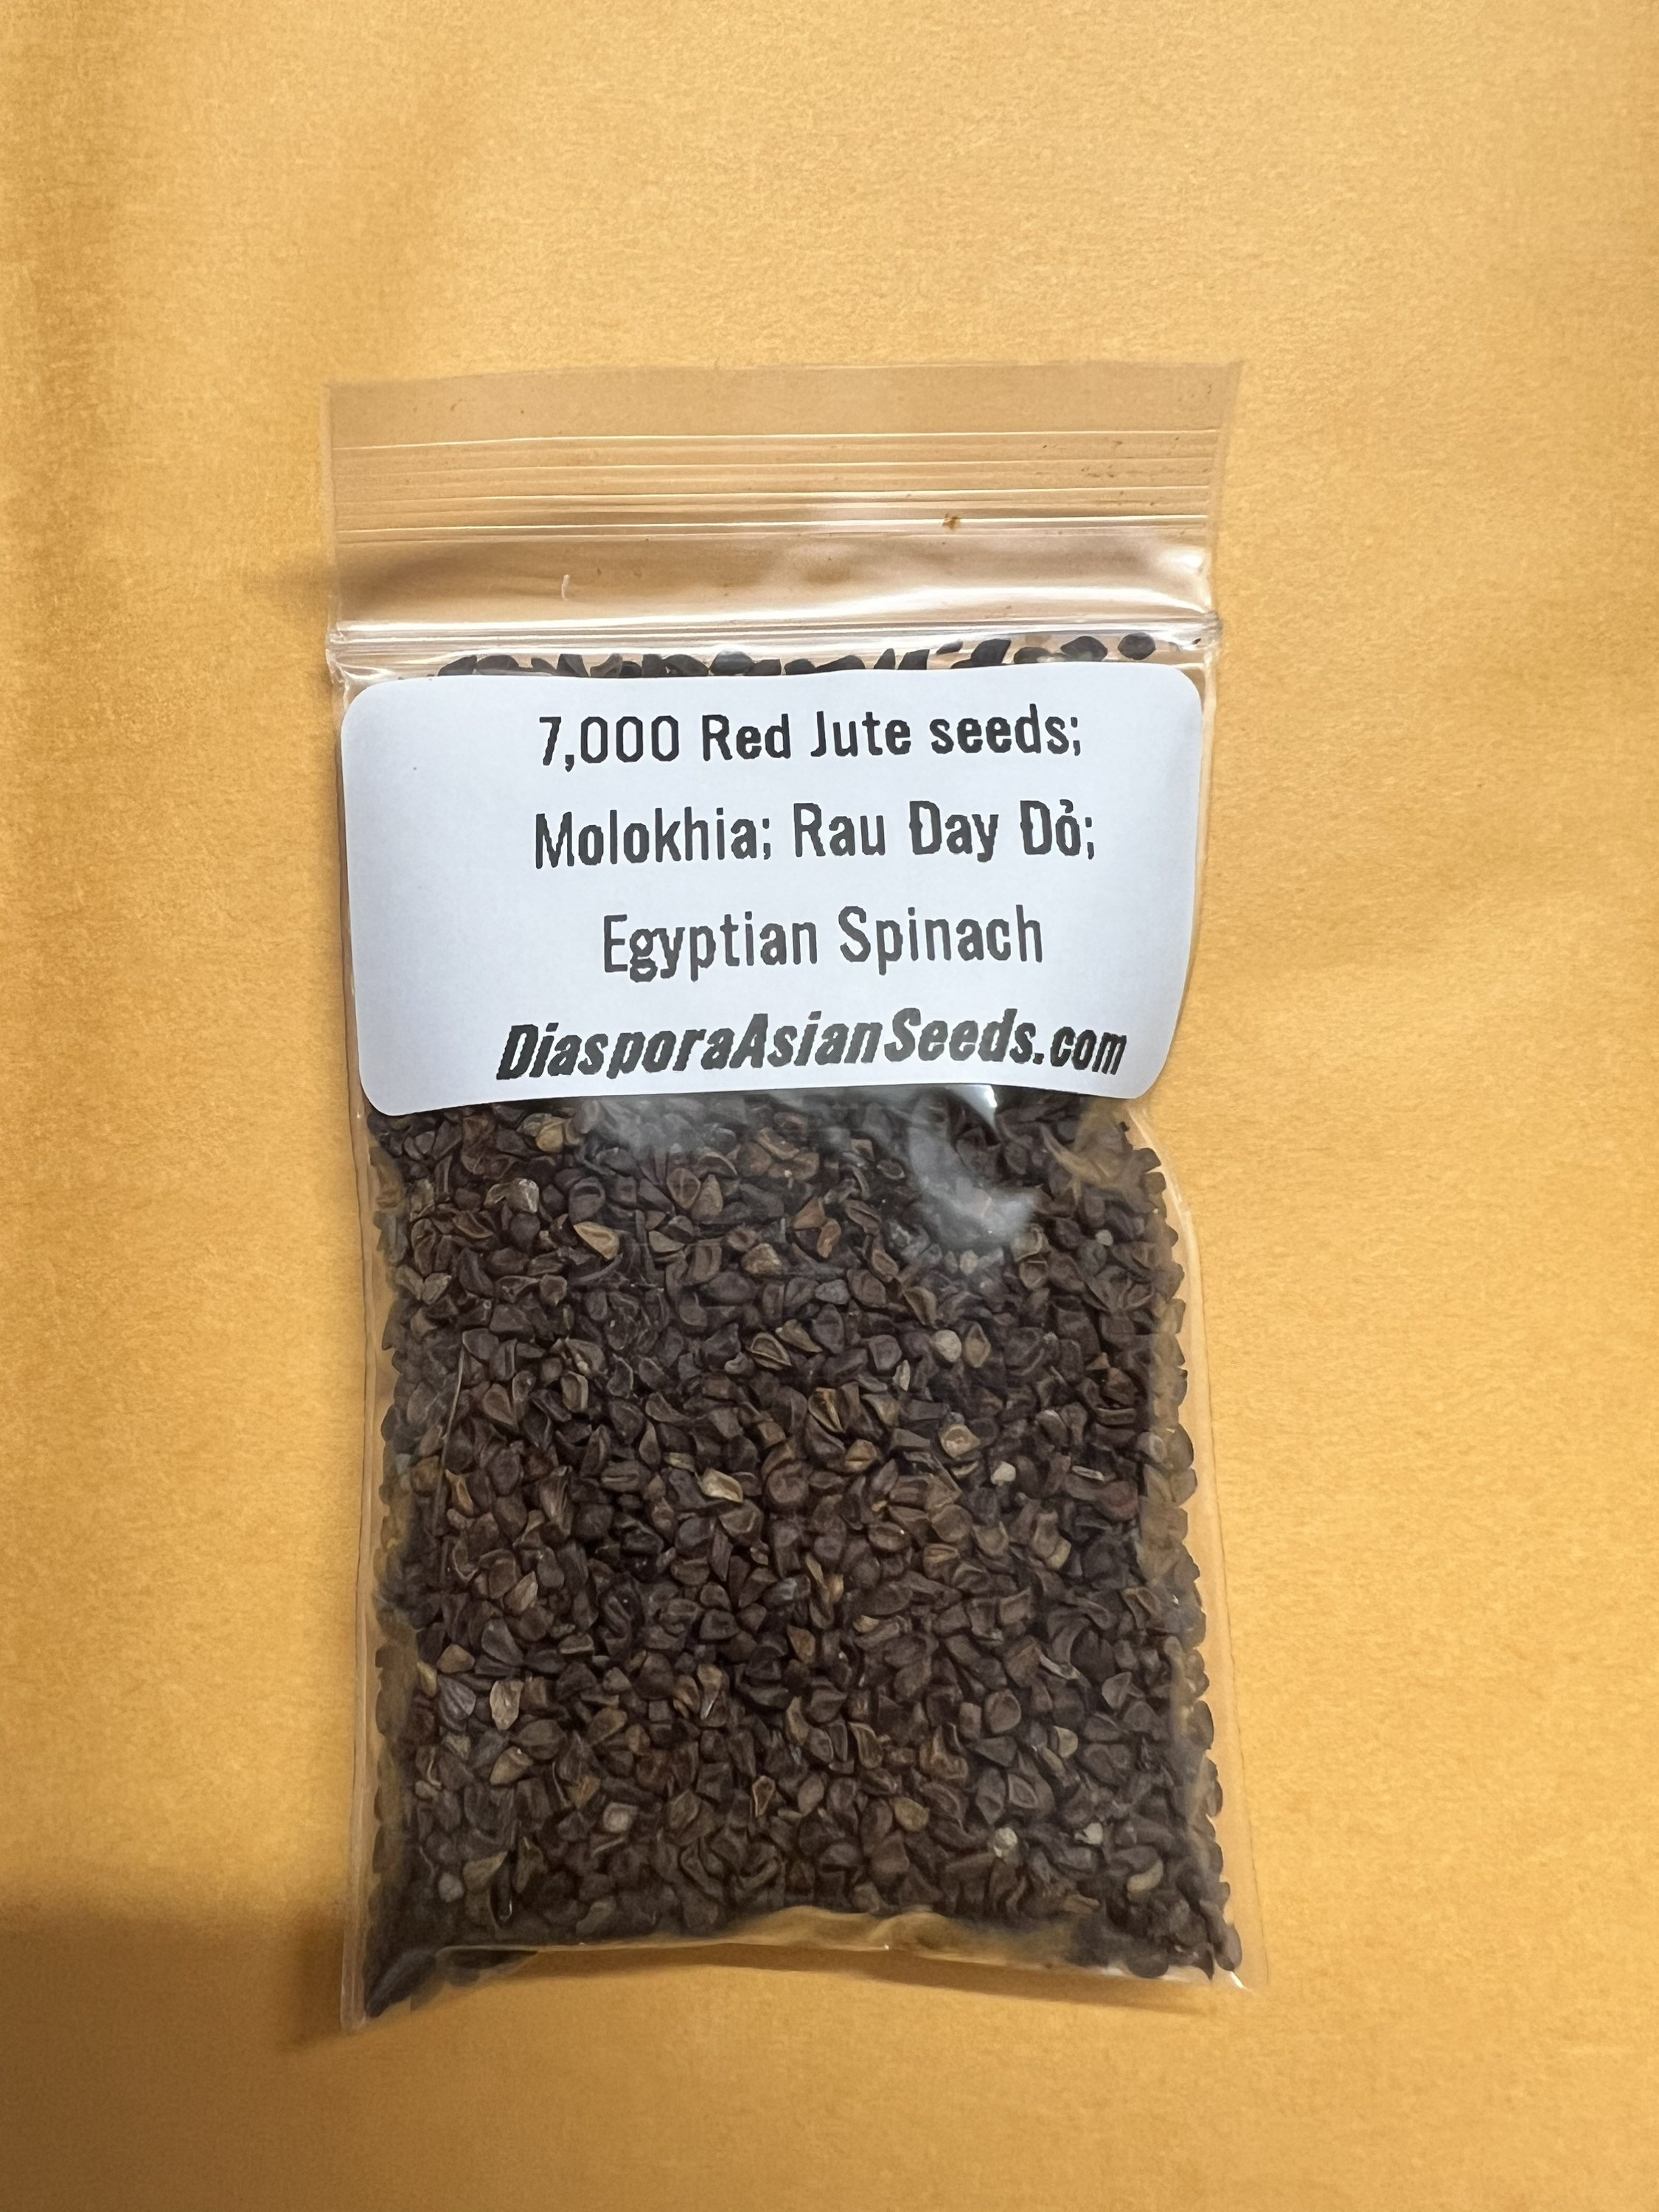 7,000 Red Jute seeds;
Molokhia; Rau Đay Đỏ;
Egyptian Spinach
DiasporaAsianSeeds.com